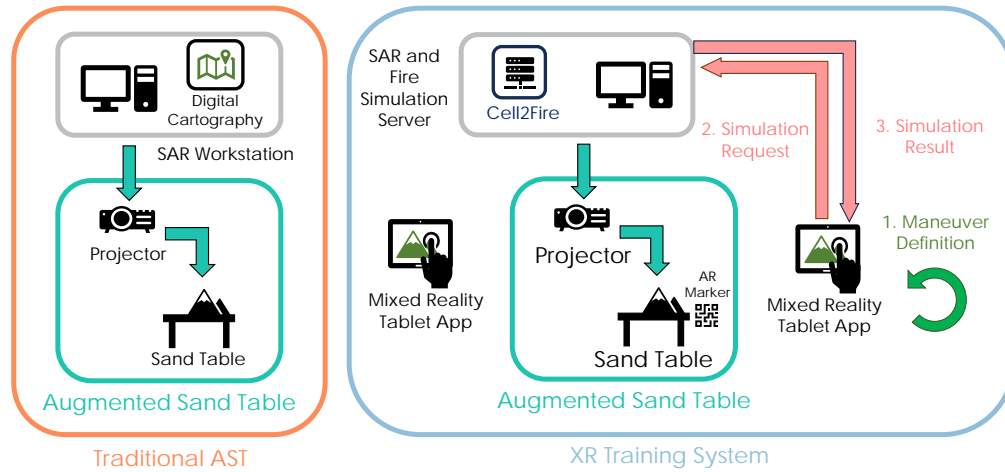 Digital
Cartography
SAR Workstation
Projector
Sand Table
Augmented Sand Table
Traditional AST
SAR and
Fire
Simulation
Server
Cell2Fire
2. Simulation
Request
3. Simulation
Result
1. Maneuver
Definition
Mixed Reality
Tablet App
Projector
AR
Marker
Sand Table
Mixed Reality
Tablet App
Augmented Sand Table
XR Training System